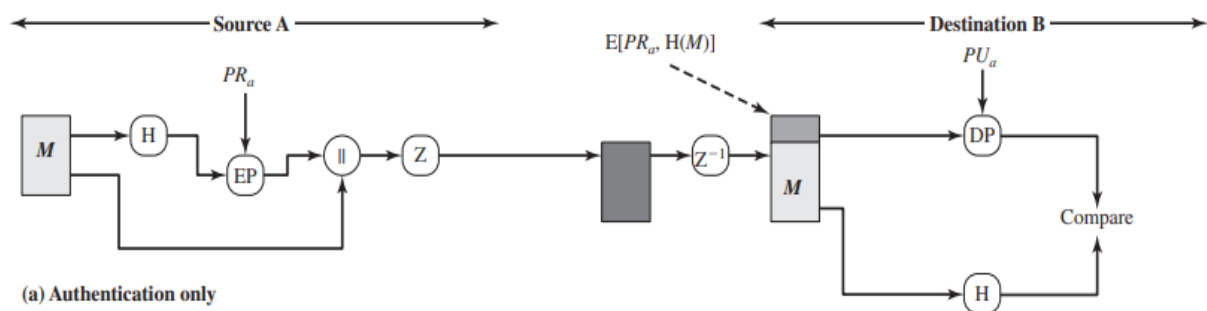 Source A
Destination B
E[PRₐ, H(M)]
PUₐ
PRₐ
M
H
EP
||
Z
Z⁻¹
M
DP
Compare
H
(a) Authentication only